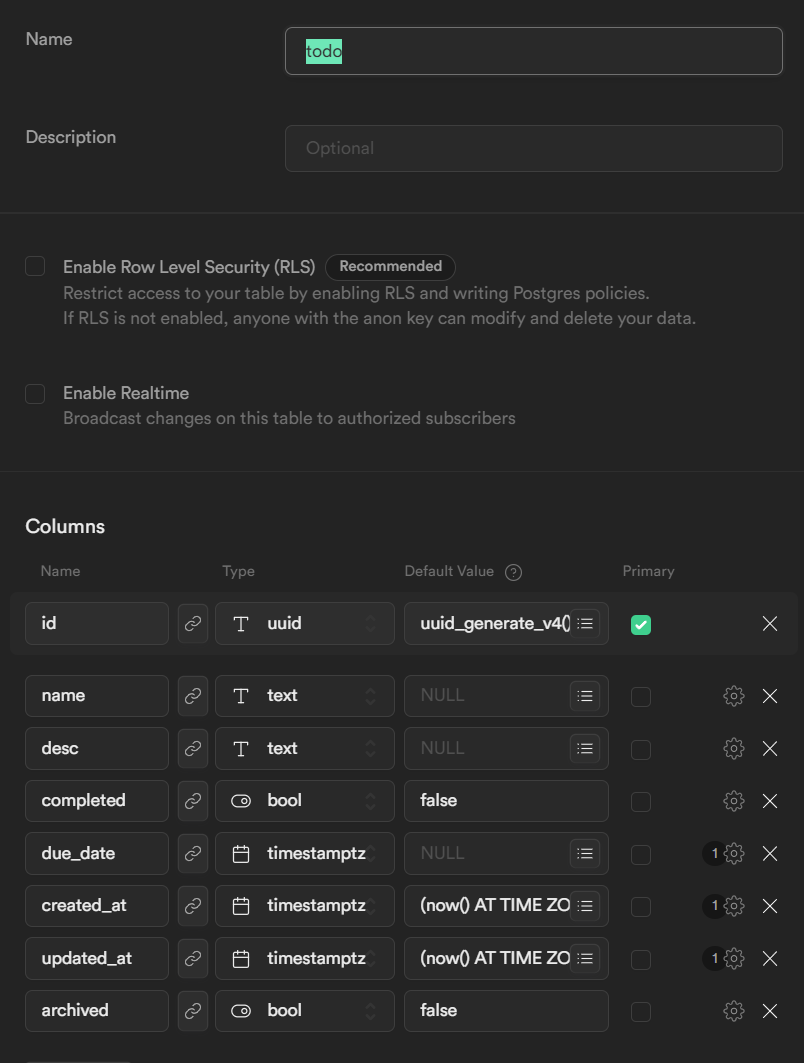 Name
todo
Description
Optional
Enable Row Level Security (RLS) Recommended
Restrict access to your table by enabling RLS and writing Postgres policies.
If RLS is not enabled, anyone with the anon key can modify and delete your data.
Enable Realtime
Broadcast changes on this table to authorized subscribers
Columns
Name Type Default Value ? Primary
id T uuid uuid_generate_v4()
name T text NULL
desc T text NULL
completed bool false
due_date timestamptz NULL 1
created_at timestamptz (now() AT TIME ZO 1
updated_at timestamptz (now() AT TIME ZO 1
archived bool false